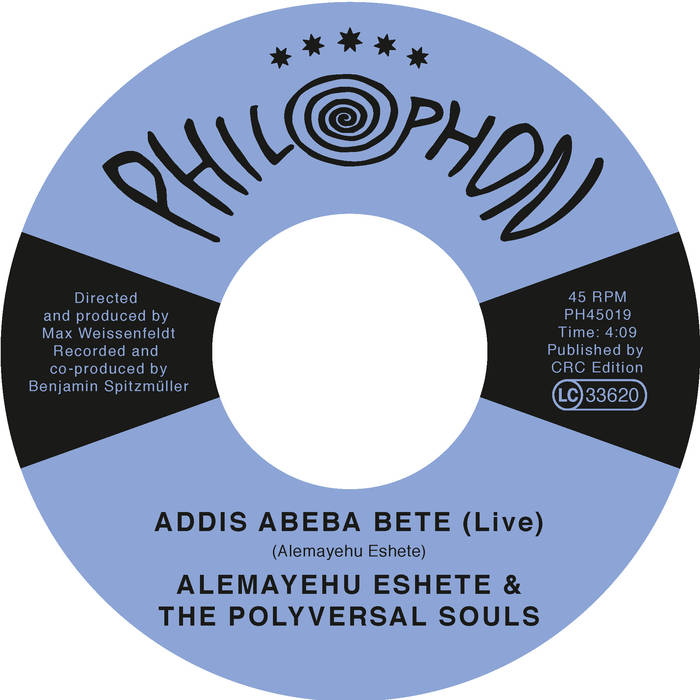 PHILOPHON
Directed
and produced by
Max Weissenfeldt
Recorded and
co-produced by
Benjamin Spitzmüller
45 RPM
PH45019
Time: 4:09
Published by
CRC Edition
LC 33620
ADDIS ABEBA BETE (Live)
(Alemayehu Eshete)
ALEMAYEHU ESHETE &
THE POLYVERSAL SOULS